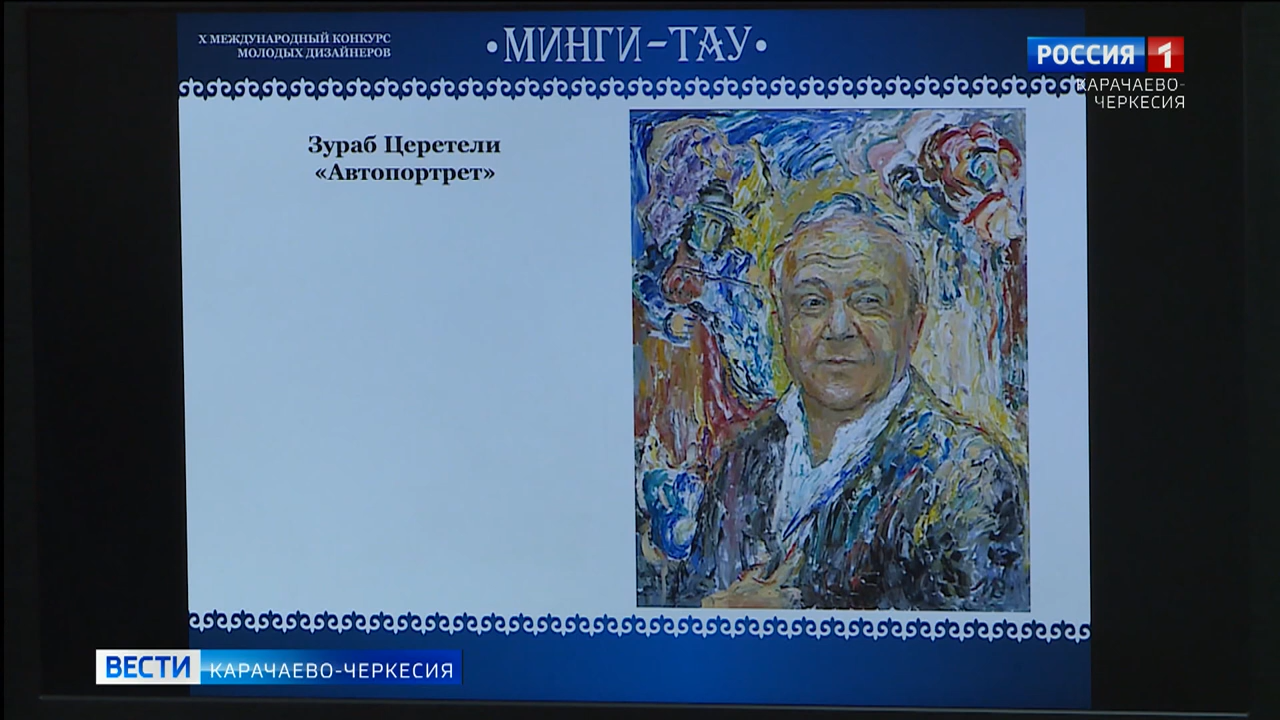 X МЕЖДУНАРОДНЫЙ КОНКУРС
МОЛОДЫХ ДИЗАЙНЕРОВ
•МИНГИ-ТАУ•
РОССИЯ 1
КАРАЧАЕВО-
ЧЕРКЕСИЯ
Зураб Церетели
«Автопортрет»
ВЕСТИ КАРАЧАЕВО-ЧЕРКЕСИЯ